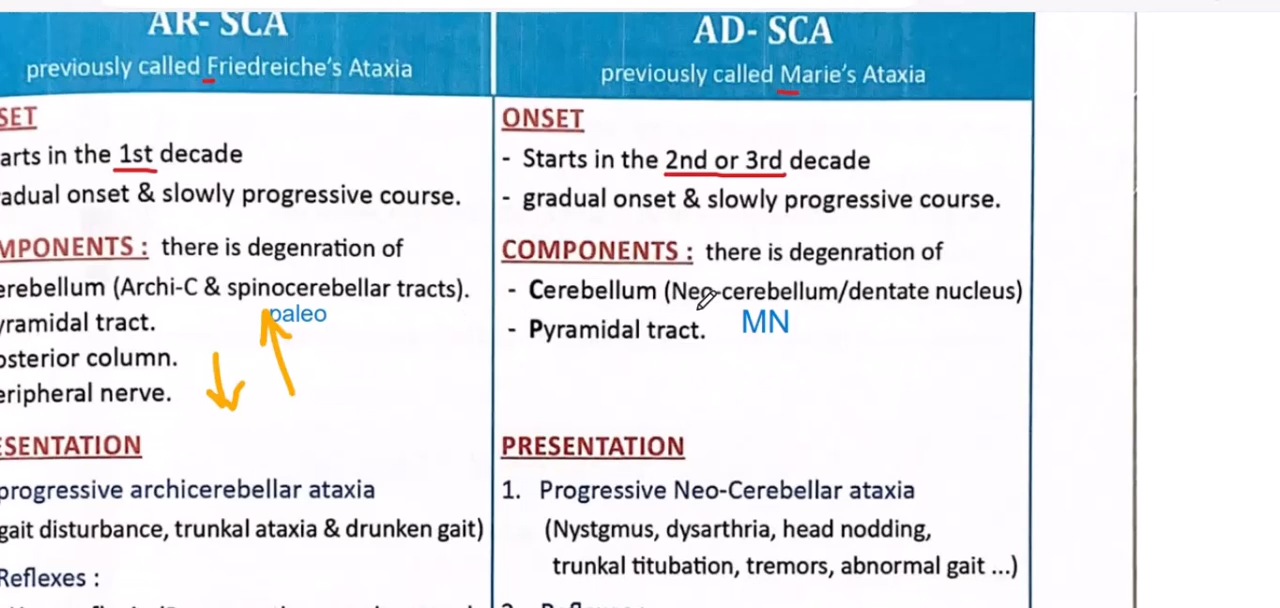 AR- SCA
previously called Friedreiche's Ataxia
SET
arts in the 1st decade
adual onset & slowly progressive course.
MPONENTS : there is degenration of
erebellum (Archi-C & spinocerebellar tracts).
paleo
yramidal tract.
osterior column.
eripheral nerve.
ESENTATION
progressive archicerebellar ataxia
gait disturbance, trunkal ataxia & drunken gait)
Reflexes :
AD- SCA
previously called Marie's Ataxia
ONSET
- Starts in the 2nd or 3rd decade
- gradual onset & slowly progressive course.
COMPONENTS : there is degenration of
- Cerebellum (Neo-cerebellum/dentate nucleus)
- Pyramidal tract.
MN
PRESENTATION
1. Progressive Neo-Cerebellar ataxia
(Nystgmus, dysarthria, head nodding,
trunkal titubation, tremors, abnormal gait ...)